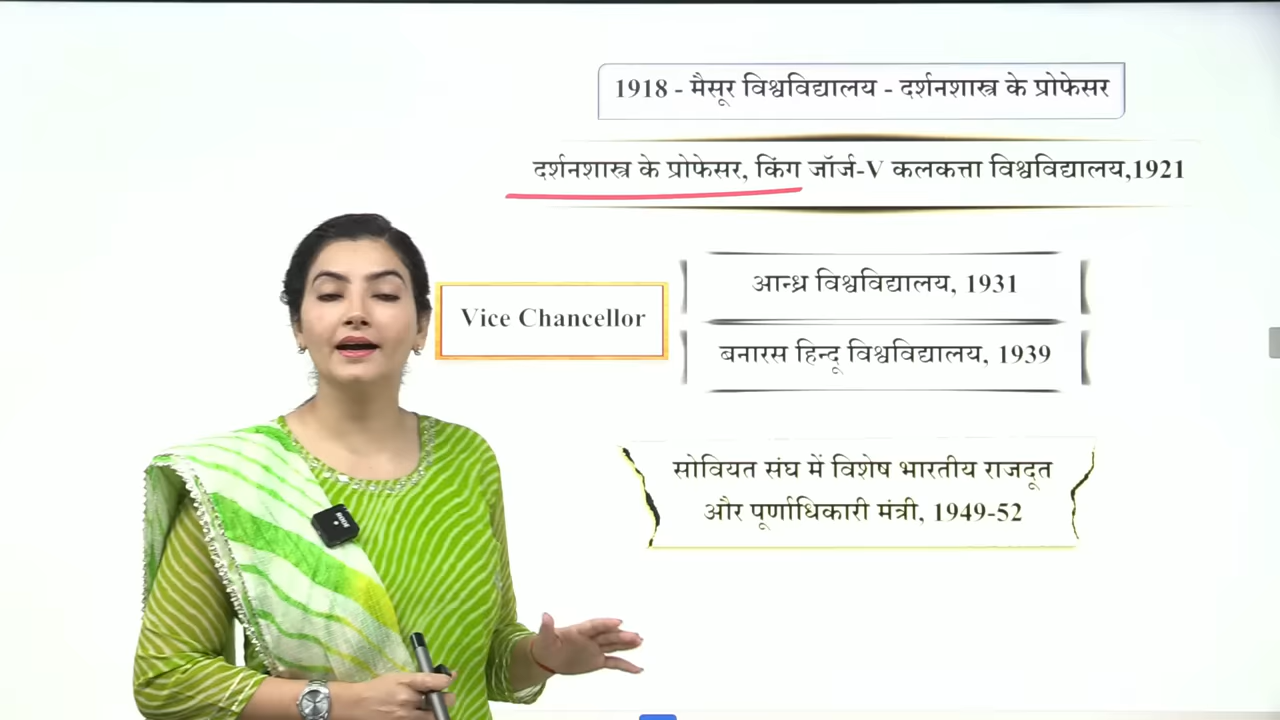 1918 - मैसूर विश्वविद्यालय - दर्शनशास्त्र के प्रोफेसर
दर्शनशास्त्र के प्रोफेसर, किंग जॉर्ज-V कलकत्ता विश्वविद्यालय,1921
Vice Chancellor
आन्ध्र विश्वविद्यालय, 1931
बनारस हिन्दू विश्वविद्यालय, 1939
सोवियत संघ में विशेष भारतीय राजदूत
और पूर्णाधिकारी मंत्री, 1949-52